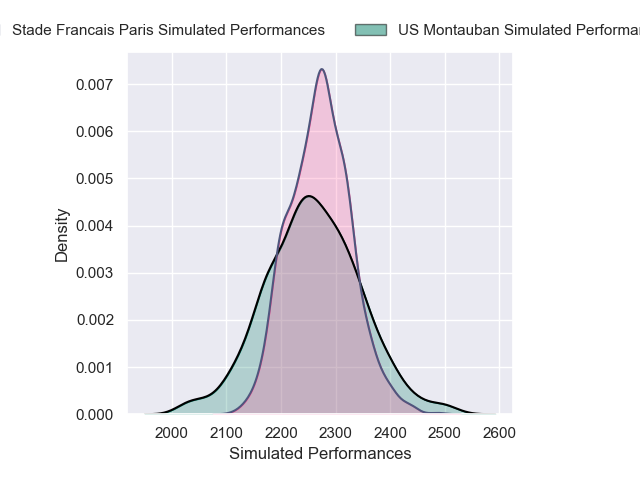 Stade Francais Paris Simulated Performances US Montauban Simulated
0.007
0.006
0.005
0.004
0.003
0.002
0.001
0.000
Density
2000 2100 2200 2300 2400 2500 2600
Simulated Performances